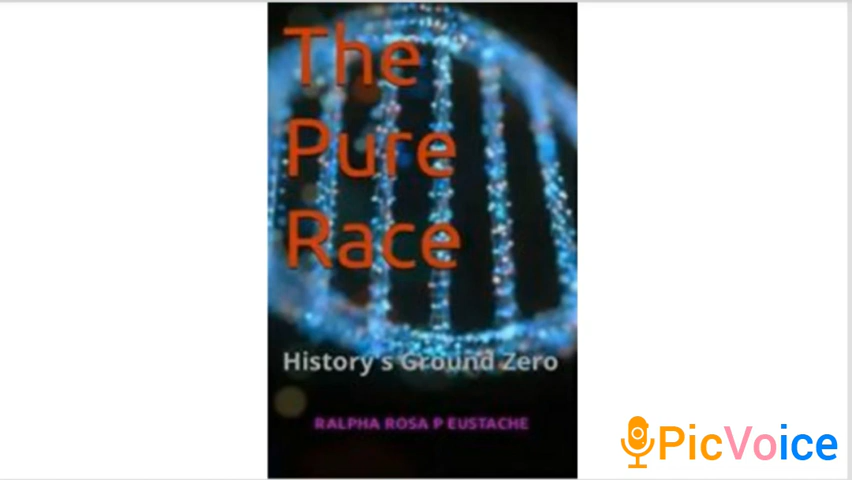 The
Pure
Race
History's Ground Zero
RALPHA ROSA P EUSTACHE
PicVoice